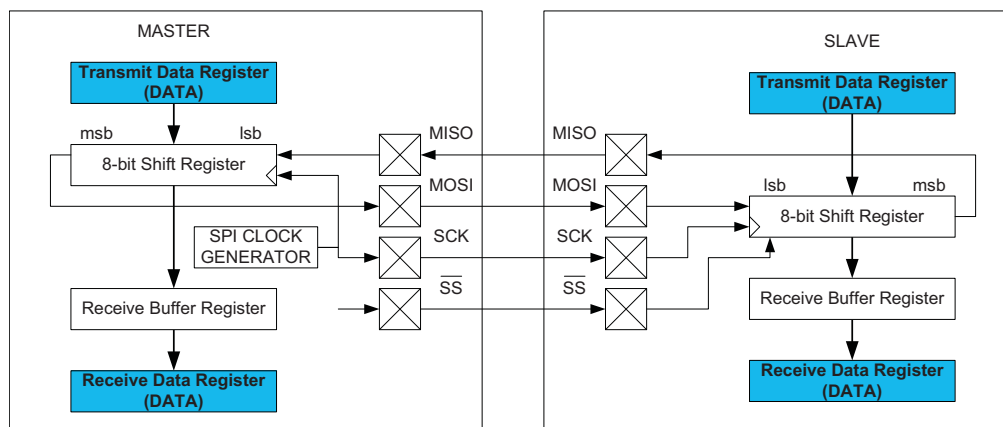 MASTER
Transmit Data Register
(DATA)
msb lsb
8-bit Shift Register
SPI CLOCK
GENERATOR
Receive Buffer Register
Receive Data Register
(DATA)
MISO
MOSI
SCK
SS
SLAVE
MISO
MOSI
SCK
SS
Transmit Data Register
(DATA)
lsb msb
8-bit Shift Register
Receive Buffer Register
Receive Data Register
(DATA)